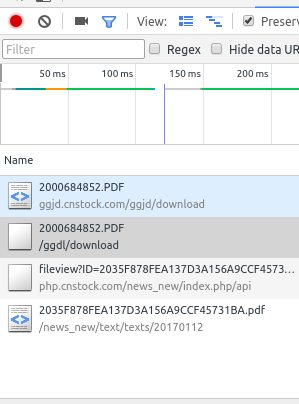 View: Preserv
Filter Regex Hide data UR
50 ms 100 ms 150 ms 200 ms
Name
2000684852.PDF
ggjd.cnstock.com/ggjd/download
2000684852.PDF
/ggdl/download
fileview?ID=2035F878FEA137D3A156A9CCF4573...
php.cnstock.com/news_new/index.php/api
2035F878FEA137D3A156A9CCF45731BA.pdf
/news_new/text/texts/20170112